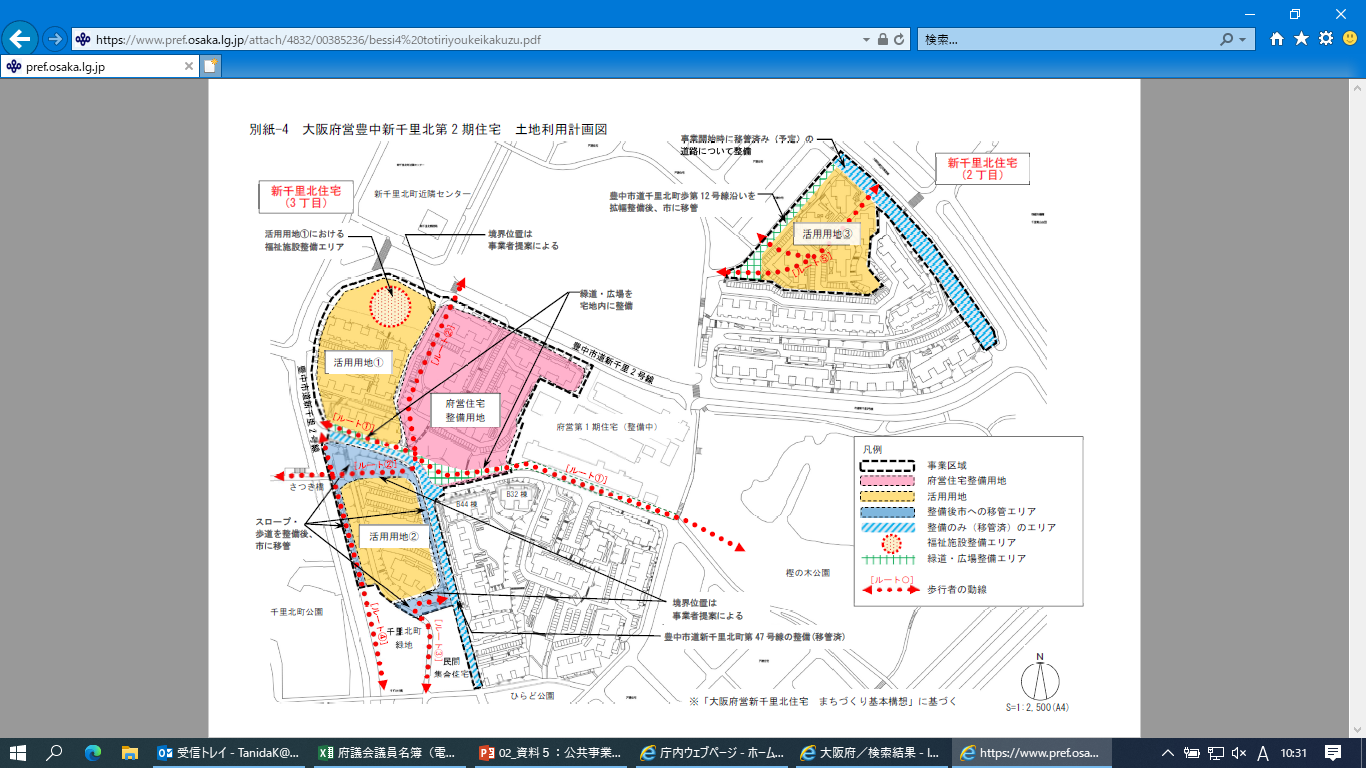 https://www.pref.osaka.lg.jp/attach/4832/00385236/bessi4%20totiriyoukeikakuzu.pdf
検索...
pref.osaka.lg.jp
別紙-4　大阪府営豊中新千里北第2期住宅　土地利用計画図
事業開始時に移管済み（予定）の
道路について整備
新千里北住宅
（2丁目）
新千里北住宅
（3丁目）
新千里北町近隣センター
豊中市道千里北町歩第12号線沿いを
拡幅整備後、市に移管
活用用地①における
福祉施設整備エリア
境界位置は
事業者提案による
活用用地③
緑道・広場を
宅地内に整備
[ルート②]
活用用地①
豊中市道新千里2号線
豊中市道新千里2号線
府営住宅
整備用地
府営第1期住宅（整備中）
[ルート①]
[ルート②]
[ルート①]
さつき橋
B44棟
B32棟
スロープ・
歩道を整備後、
市に移管
活用用地②
樫の木公園
千里北町公園
[ルート④]
千里北町
緑地
[ルート③]
民間
集合住宅
ひらど公園
境界位置は
事業者提案による
豊中市道新千里北町第47号線の整備(移管済)
凡例
事業区域
府営住宅整備用地
活用用地
整備後市への移管エリア
整備のみ（移管済）のエリア
福祉施設整備エリア
緑道・広場整備エリア
[ルート○]
歩行者の動線
N
S=1:2,500(A4)
※「大阪府営新千里北住宅　まちづくり基本構想」に基づく
受信トレイ - TanidaK@...
府議会議員名簿（電...
02_資料５：公共事業...
庁内ウェブページ - ホーム...
大阪府／検索結果 - I...
https://www.pref.osa...
A
10:31